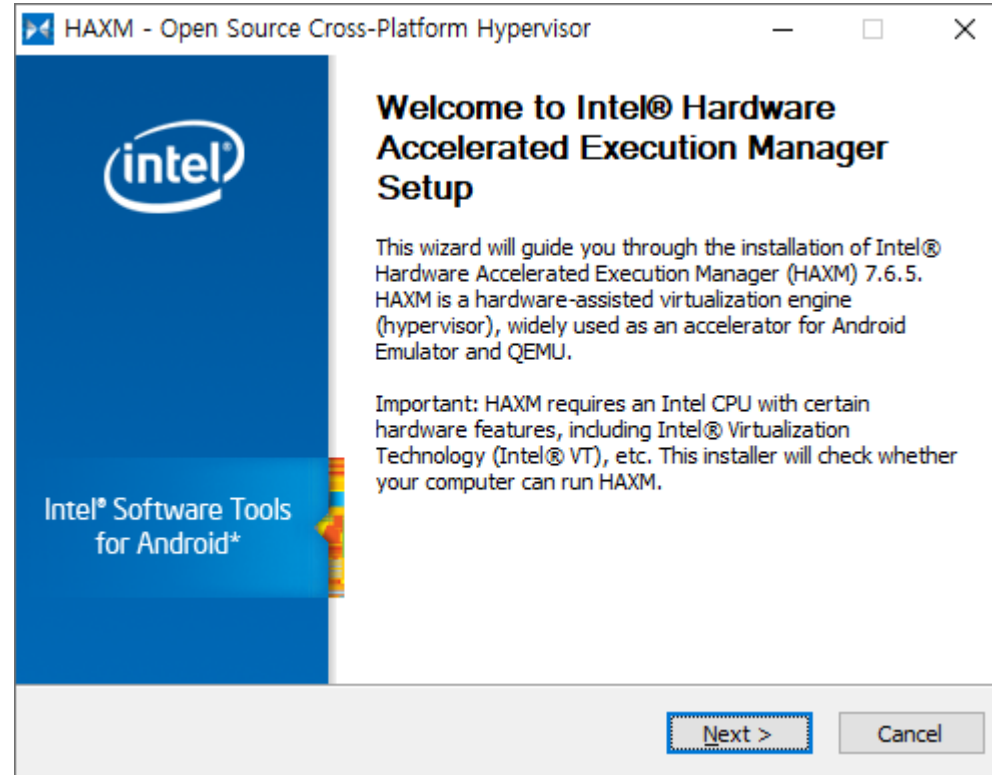 HAXM - Open Source Cross-Platform Hypervisor
intel®
Welcome to Intel® Hardware
Accelerated Execution Manager
Setup
This wizard will guide you through the installation of Intel®
Hardware Accelerated Execution Manager (HAXM) 7.6.5.
HAXM is a hardware-assisted virtualization engine
(hypervisor), widely used as an accelerator for Android
Emulator and QEMU.
Important: HAXM requires an Intel CPU with certain
hardware features, including Intel® Virtualization
Technology (Intel® VT), etc. This installer will check whether
your computer can run HAXM.
Intel® Software Tools
for Android*
Next >
Cancel